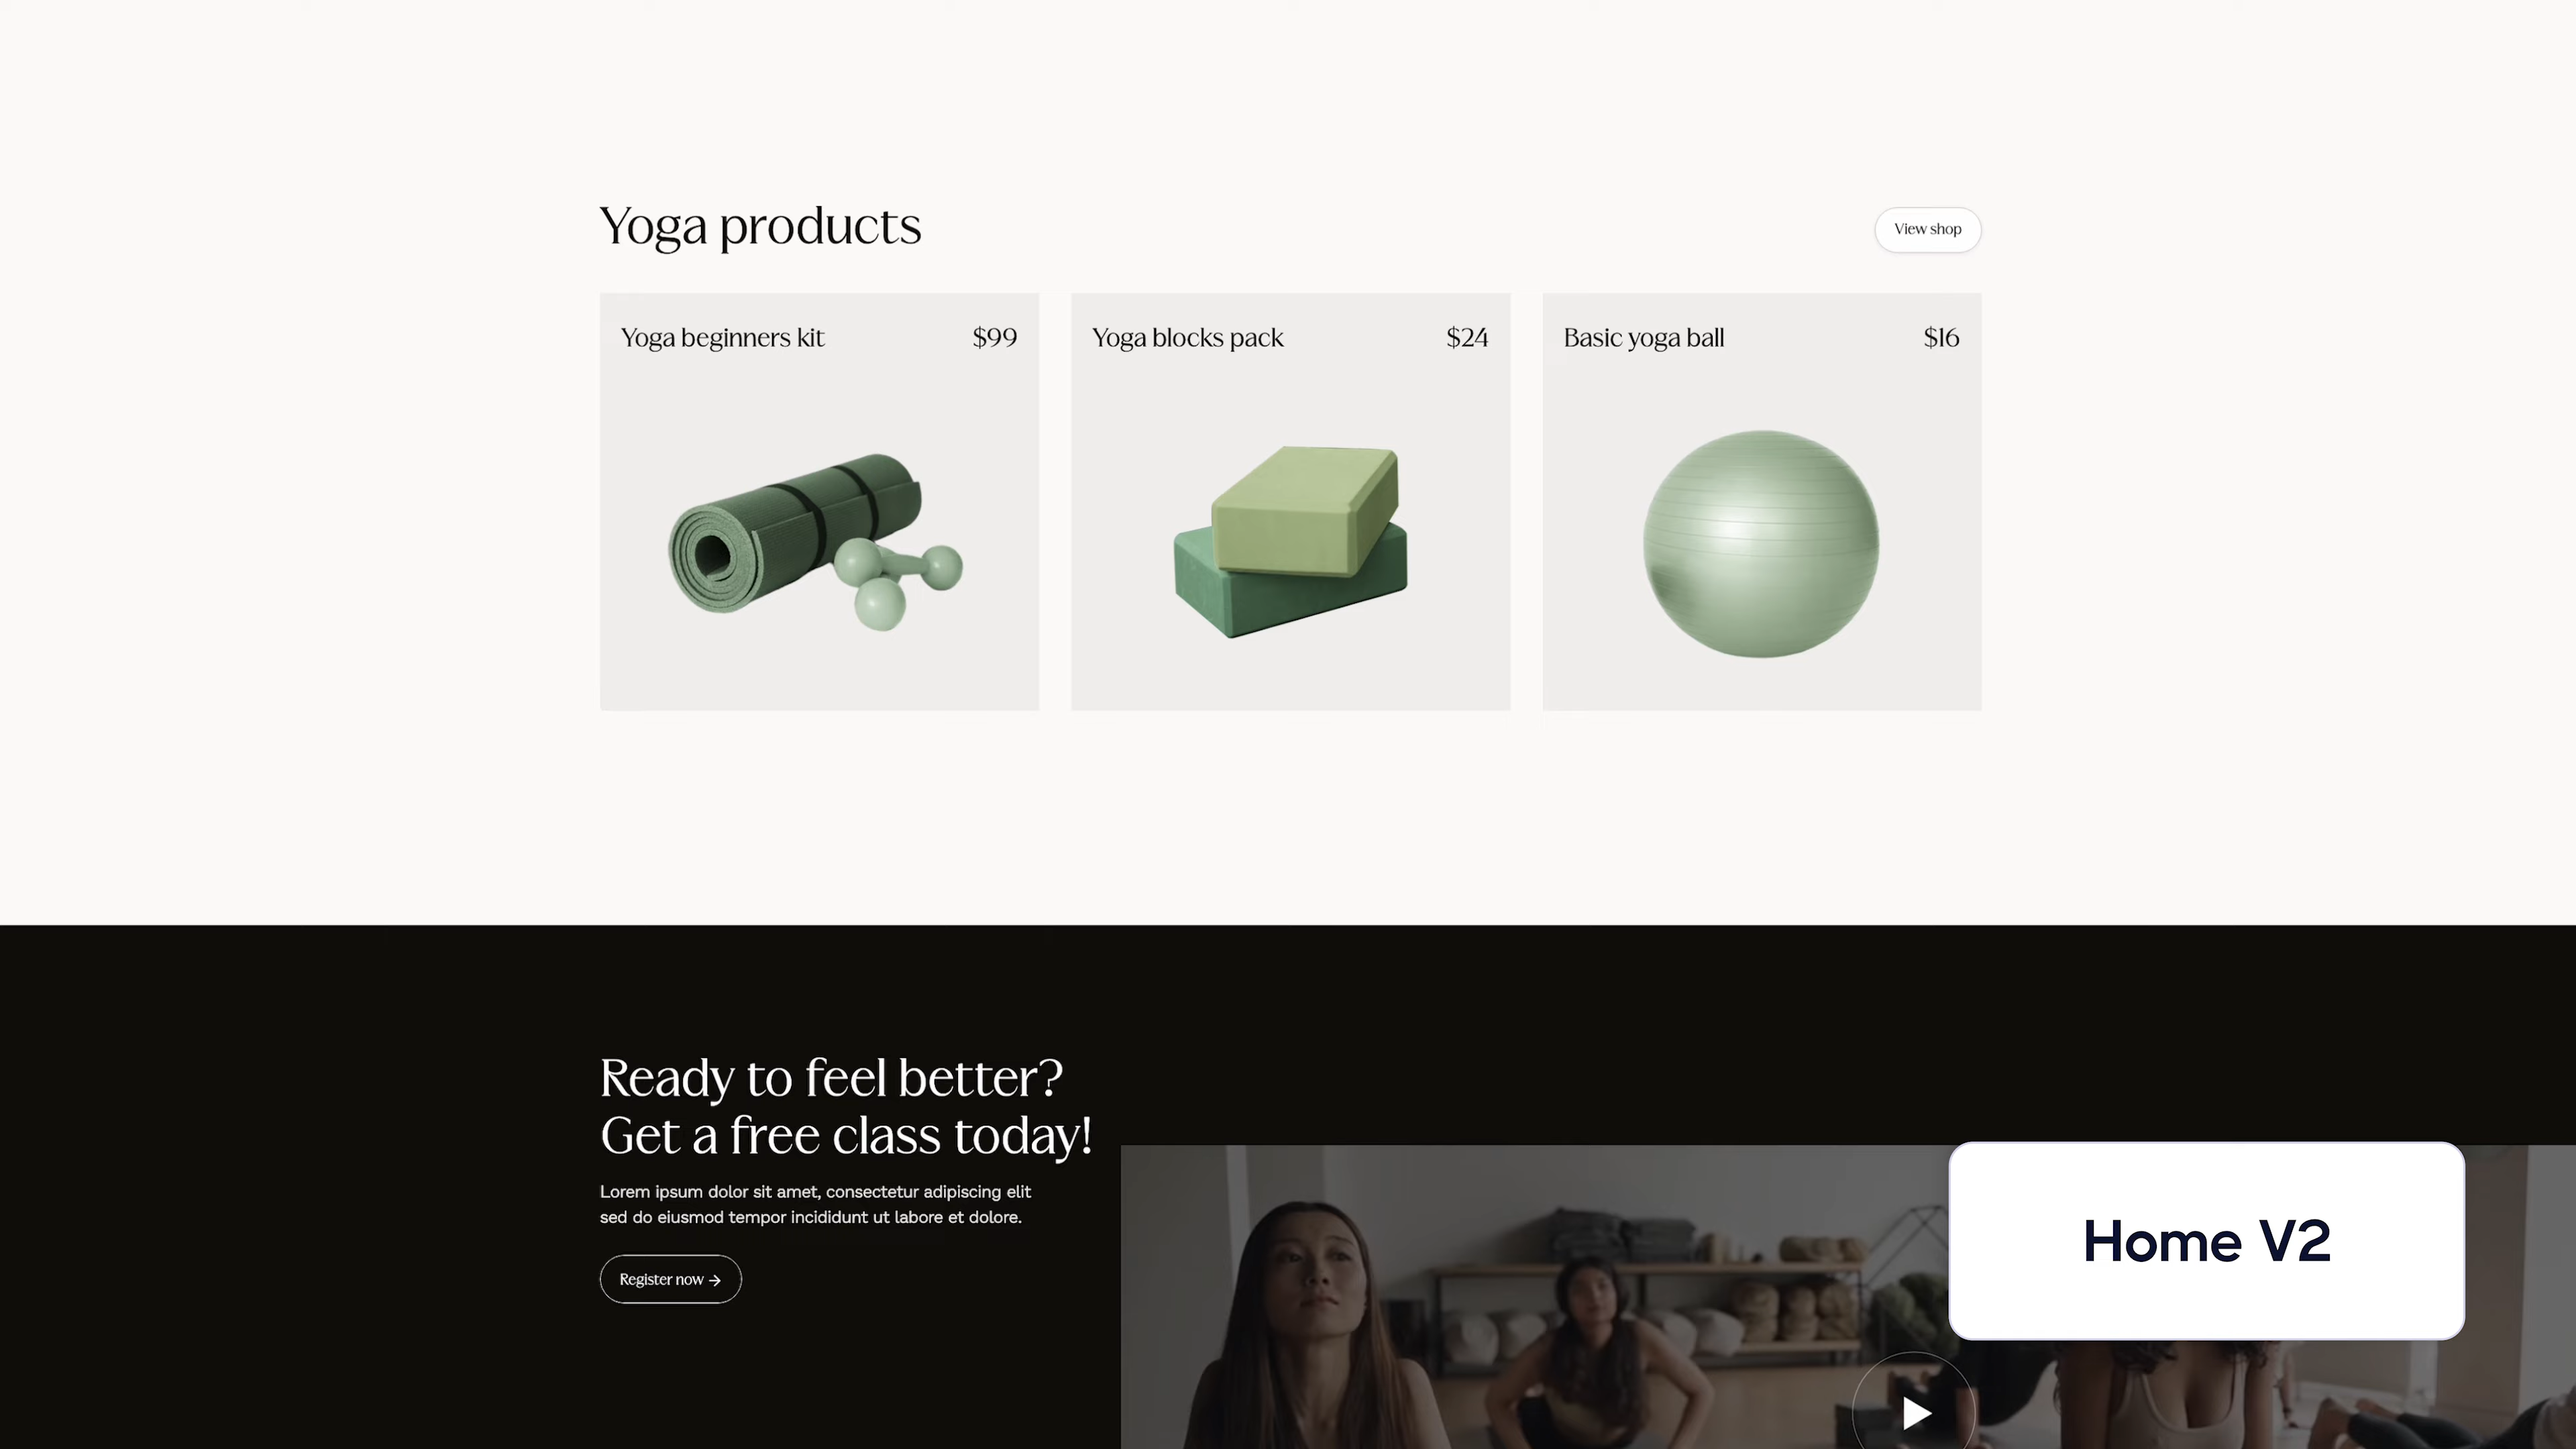 Yoga products
View shop
Yoga beginners kit
$99
Yoga blocks pack
$24
Basic yoga ball
$16
Ready to feel better?
Get a free class today!
Lorem ipsum dolor sit amet, consectetur adipiscing elit
sed do eiusmod tempor incididunt ut labore et dolore.
Register now →
Home V2